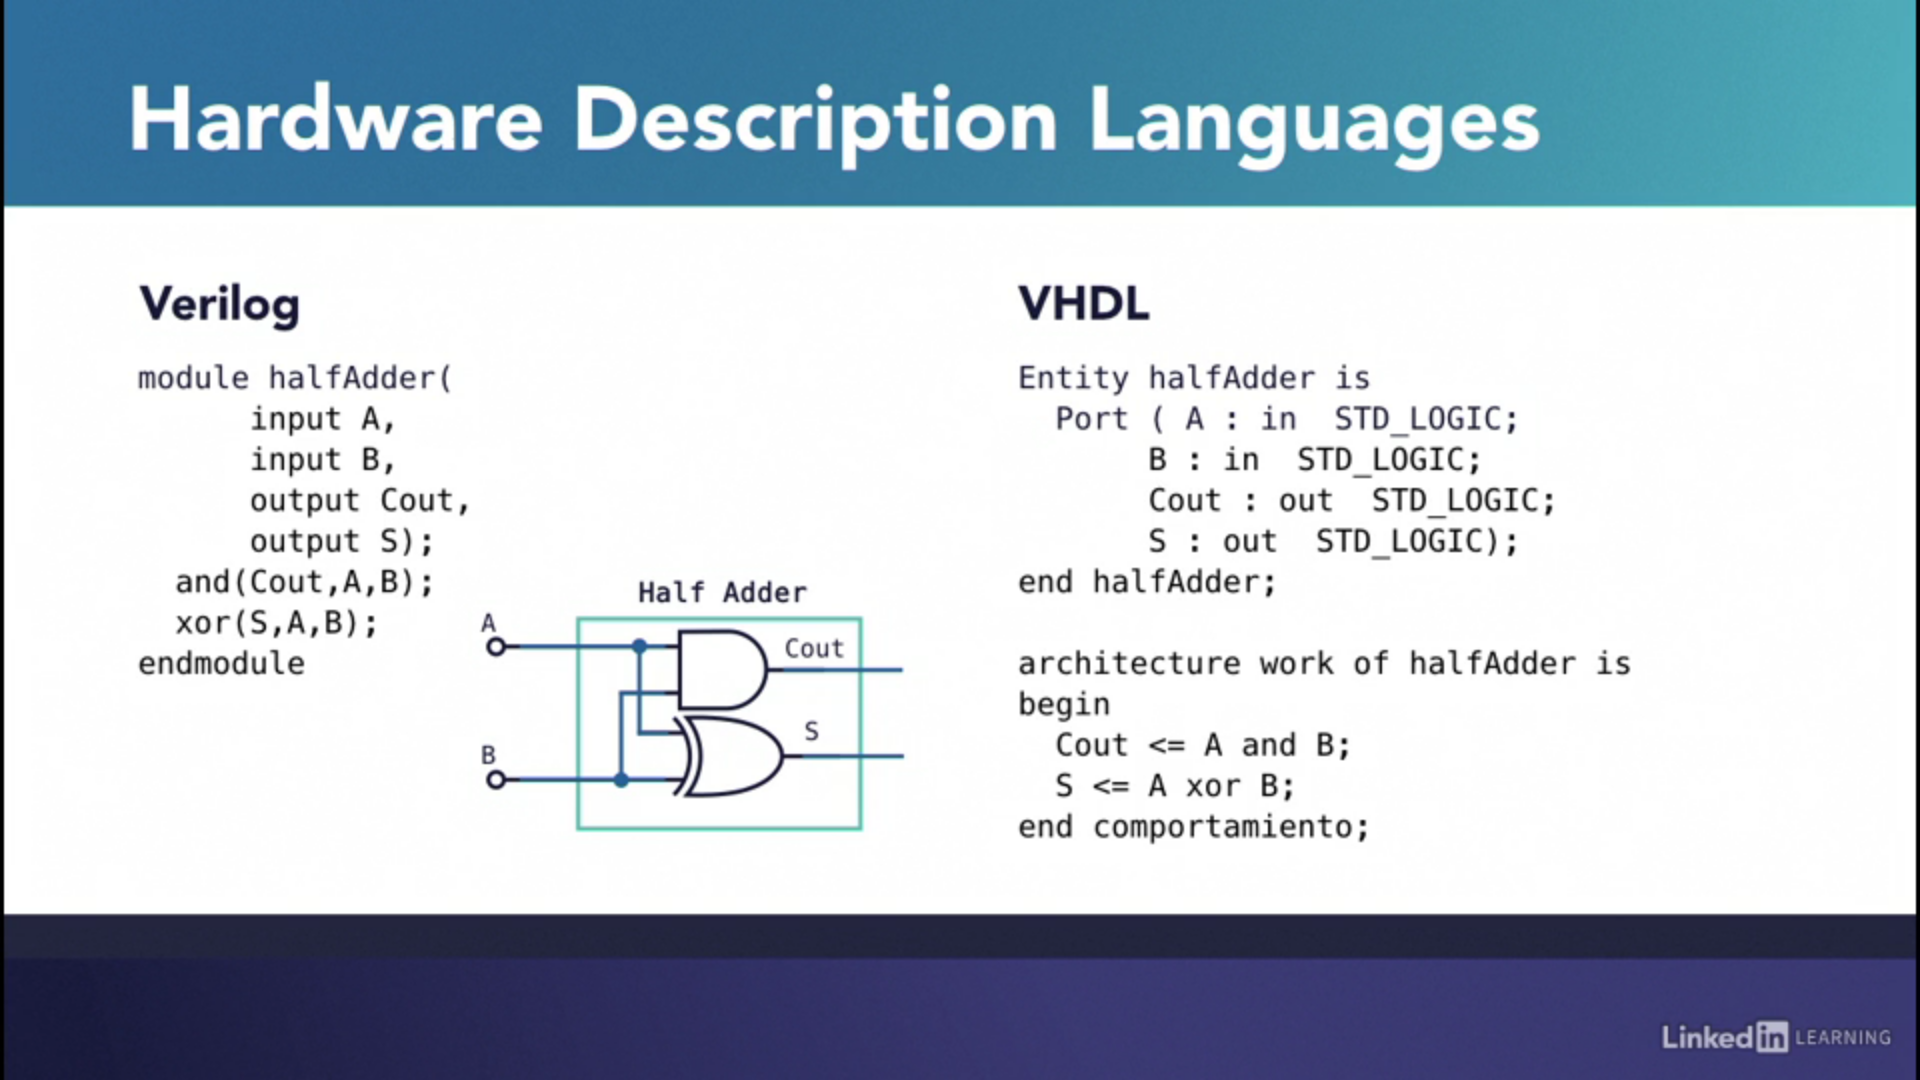 Hardware Description Languages
Verilog
module halfAdder(
input A,
input B,
output Cout,
output S);
and(Cout,A,B);
xor(S,A,B);
endmodule
Half Adder
A
Cout
S
B
VHDL
Entity halfAdder is
Port ( A : in  STD_LOGIC;
B : in  STD_LOGIC;
Cout : out  STD_LOGIC;
S : out  STD_LOGIC);
end halfAdder;
architecture work of halfAdder is
begin
Cout <= A and B;
S <= A xor B;
end comportamiento;
Linked in LEARNING